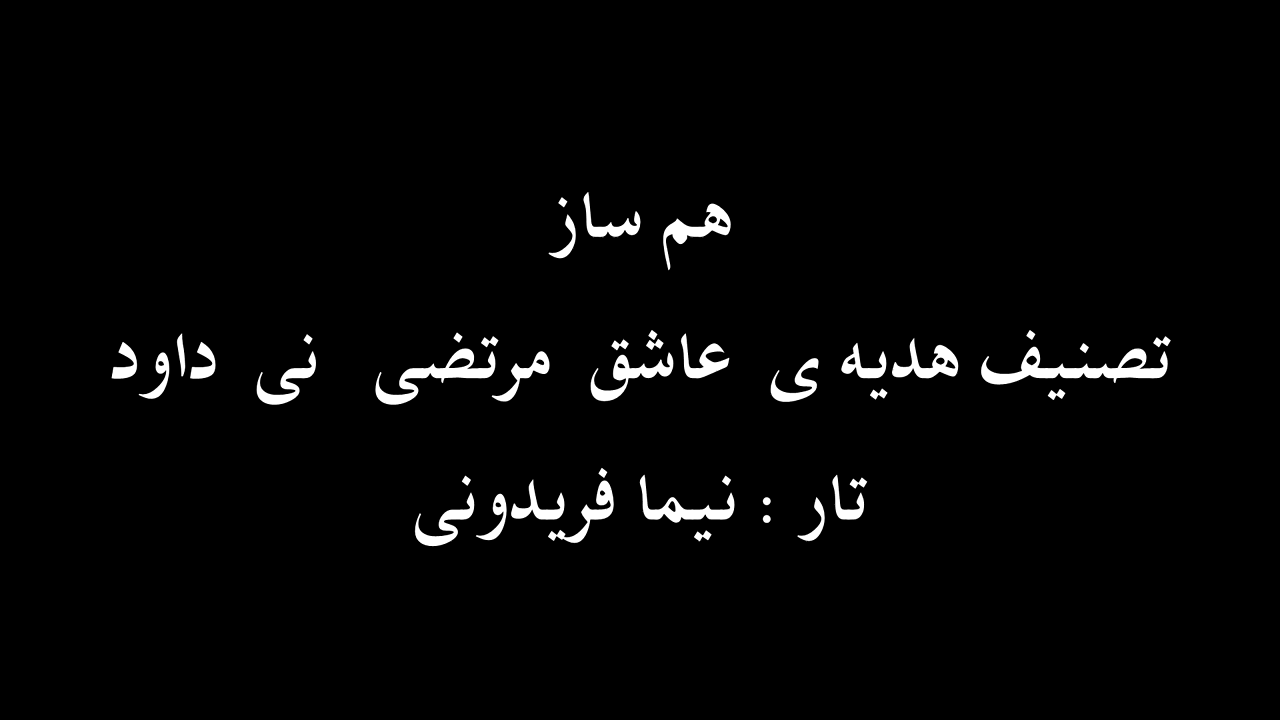 هم ساز
تصنیف هدیه ی عاشق مرتضی نی داود
تار : نیما فریدونی